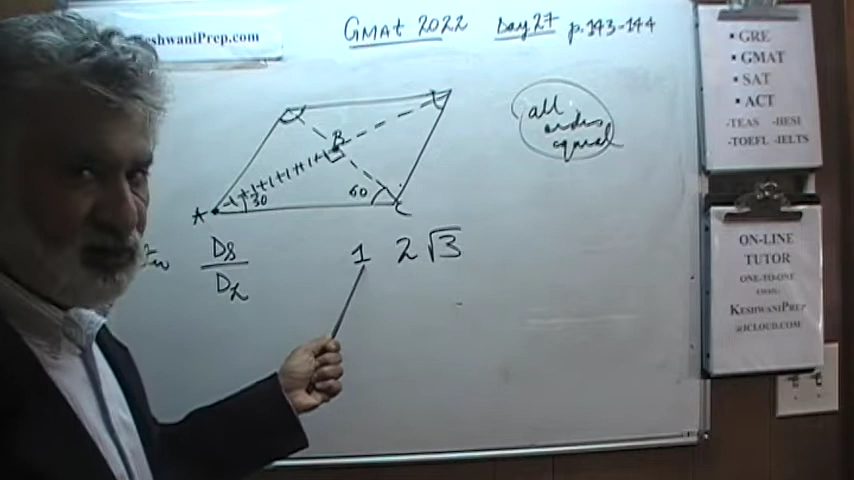 KeshwaniPrep.com
GMAT 2022 Day 27 p.143-144
all
sides
equal
B
30
60
A
C
DS
DL
1 2 √3
▪ GRE
▪ GMAT
▪ SAT
▪ ACT
-TEAS -HESI
-TOEFL -IELTS
ON-LINE
TUTOR
ONE-TO-ONE
EMAIL:
KESHWANIPREP
@ICLOUD.COM